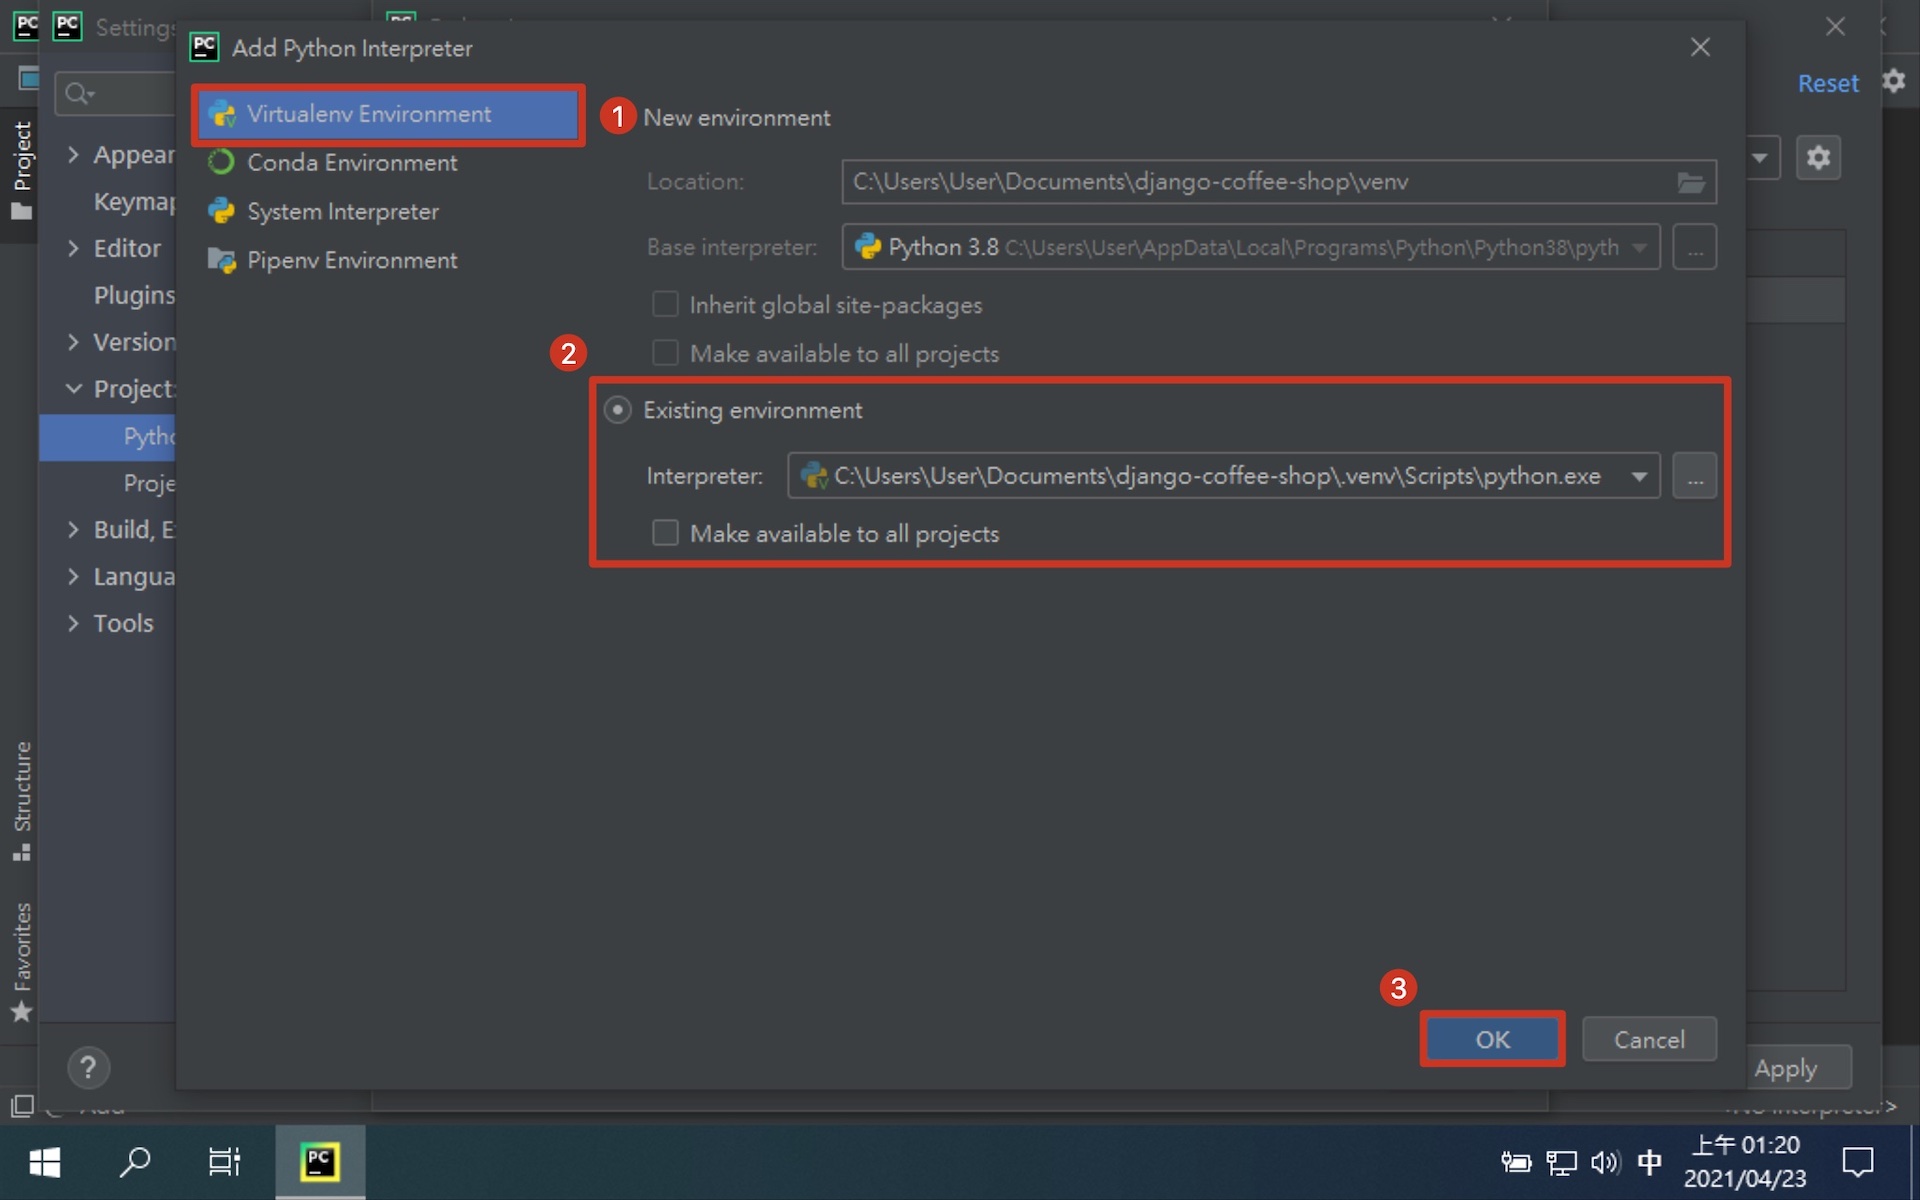 PC
PC
Settings
PC
Add Python Interpreter
Reset
Project
Structure
Favorites
Appear
Keymap
Editor
Plugins
Version
Project:
Pytho
Proje
Build, E
Langua
Tools
Virtualenv Environment
Conda Environment
System Interpreter
Pipenv Environment
1
New environment
Location:
C:\Users\User\Documents\django-coffee-shop\venv
Base interpreter:
Python 3.8 C:\Users\User\AppData\Local\Programs\Python\Python38\pyth
...
Inherit global site-packages
Make available to all projects
2
Existing environment
Interpreter:
C:\Users\User\Documents\django-coffee-shop\.venv\Scripts\python.exe
...
Make available to all projects
3
OK
Cancel
Apply
?
PC
中
上午 01:20
2021/04/23